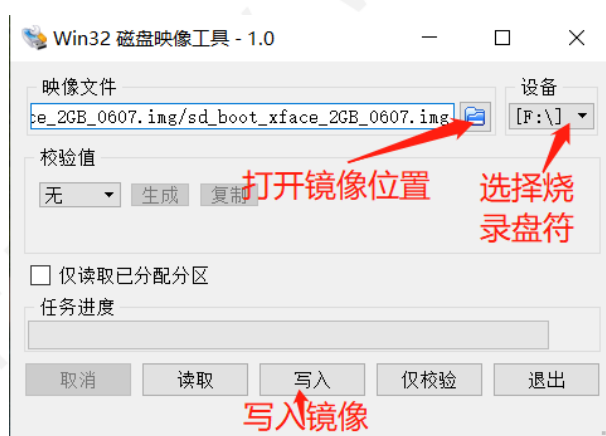 Win32 磁盘映像工具 - 1.0
映像文件
设备
ce_2GB_0607.img/sd_boot_xface_2GB_0607.img
[F:\]
校验值
无
生成
复制
打开镜像位置
选择烧
录盘符
仅读取已分配分区
任务进度
取消
读取
写入
仅校验
退出
写入镜像